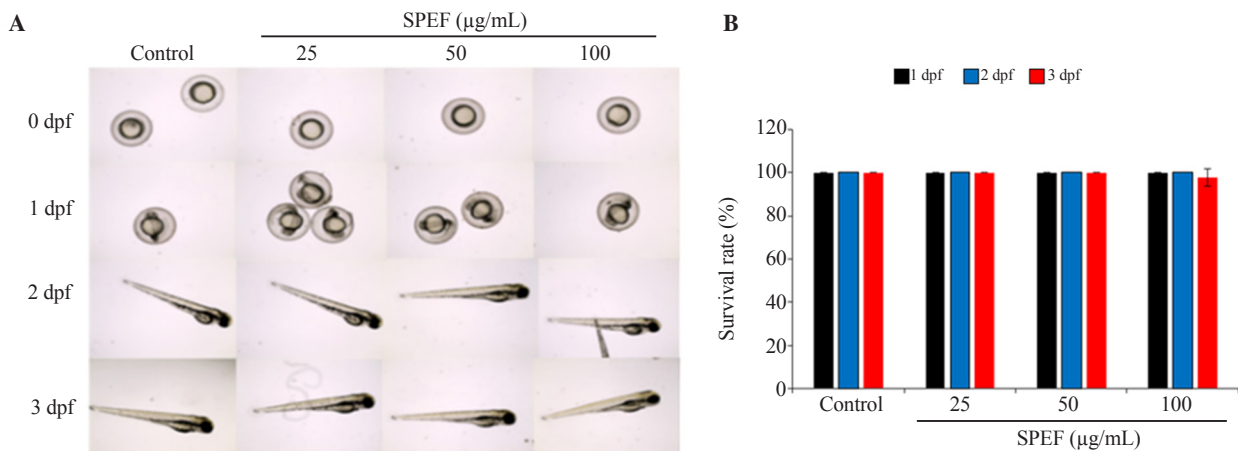 A
SPEF (µg/mL)
Control 25 50 100
0 dpf
1 dpf
2 dpf
3 dpf
B
1 dpf 2 dpf 3 dpf
Survival rate (%)
120
100
80
60
40
20
0
Control 25 50 100
SPEF (µg/mL)